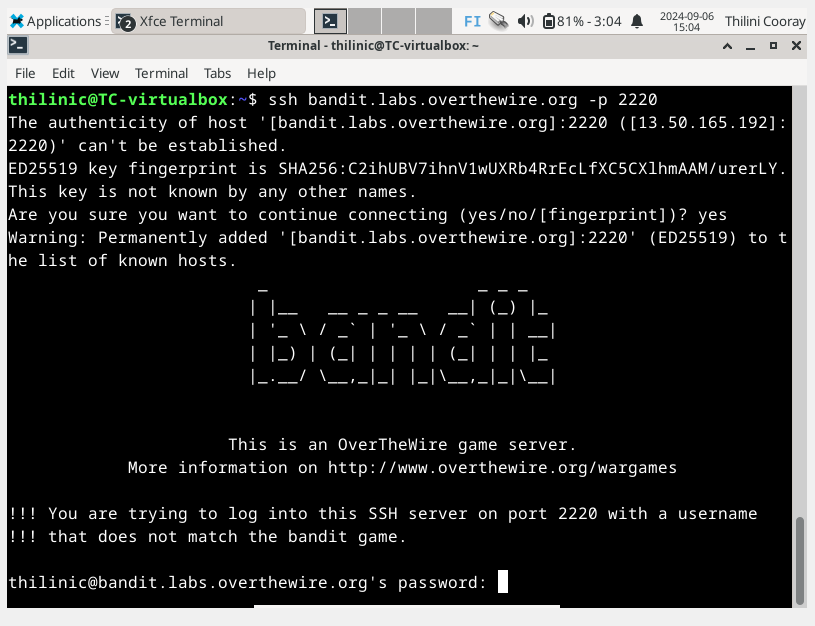 Applications
2 Xfce Terminal
FI
81% - 3:04
2024-09-06
15:04
Thilini Cooray
Terminal - thilinic@TC-virtualbox: ~
File Edit View Terminal Tabs Help
thilinic@TC-virtualbox:~$ ssh bandit.labs.overthewire.org -p 2220
The authenticity of host '[bandit.labs.overthewire.org]:2220 ([13.50.165.192]:
2220)' can't be established.
ED25519 key fingerprint is SHA256:C2ihUBV7ihnV1wUXRb4RrEcLfXC5CXlhmAAM/urerLY.
This key is not known by any other names.
Are you sure you want to continue connecting (yes/no/[fingerprint])? yes
Warning: Permanently added '[bandit.labs.overthewire.org]:2220' (ED25519) to t
he list of known hosts.
                         _                     _ _ _
                        | |__   __ _ _ __   __| (_) |_
                        | '_ \ / _` | '_ \ / _` | | __|
                        | |_) | (_| | | | | (_| | | |_
                        |_.__/ \__,_|_| |_|\__,_|_|\__|
This is an OverTheWire game server.
More information on http://www.overthewire.org/wargames
!!! You are trying to log into this SSH server on port 2220 with a username
!!! that does not match the bandit game.
thilinic@bandit.labs.overthewire.org's password: